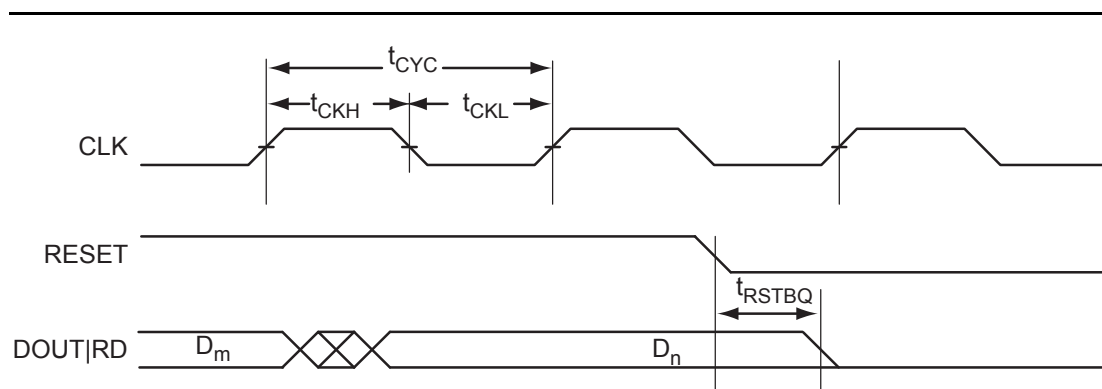 tCYC
tCKH tCKL
CLK
RESET
tRSTBQ
DOUT|RD Dm Dn